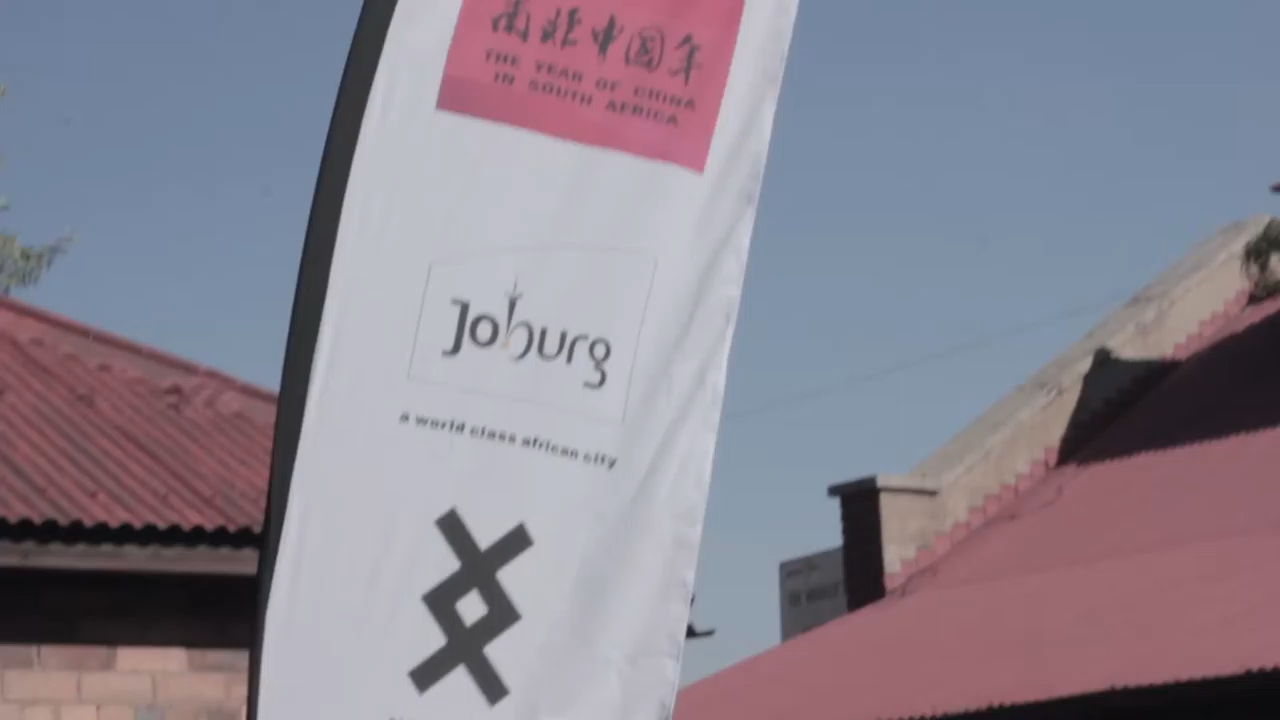 南非中国年
THE YEAR OF CHINA
IN SOUTH AFRICA
Joburg
a world class african city